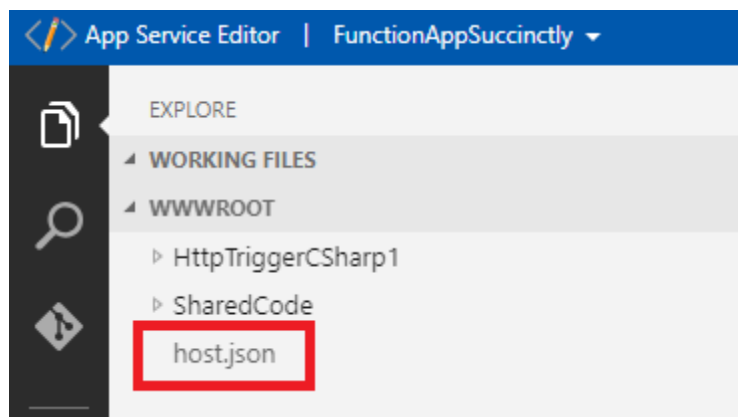 App Service Editor | FunctionAppSuccinctly
EXPLORE
WORKING FILES
WWWROOT
HttpTriggerCSharp1
SharedCode
host.json